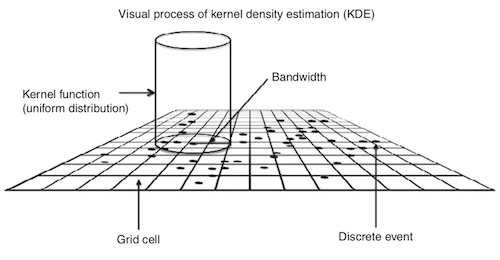 Visual process of kernel density estimation (KDE)
Bandwidth
Kernel function
(uniform distribution)
Grid cell
Discrete event